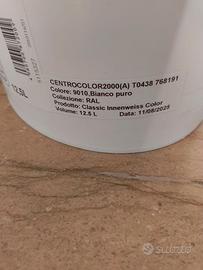 CENTROCOLOR2000(A) T0438 768191
Colore: 9010,Bianco puro
Collezione: RAL
Prodotto: Classic Innenweiss Color
Volume: 12.5 L Data: 11/08/2025
12,5L
SUBITO